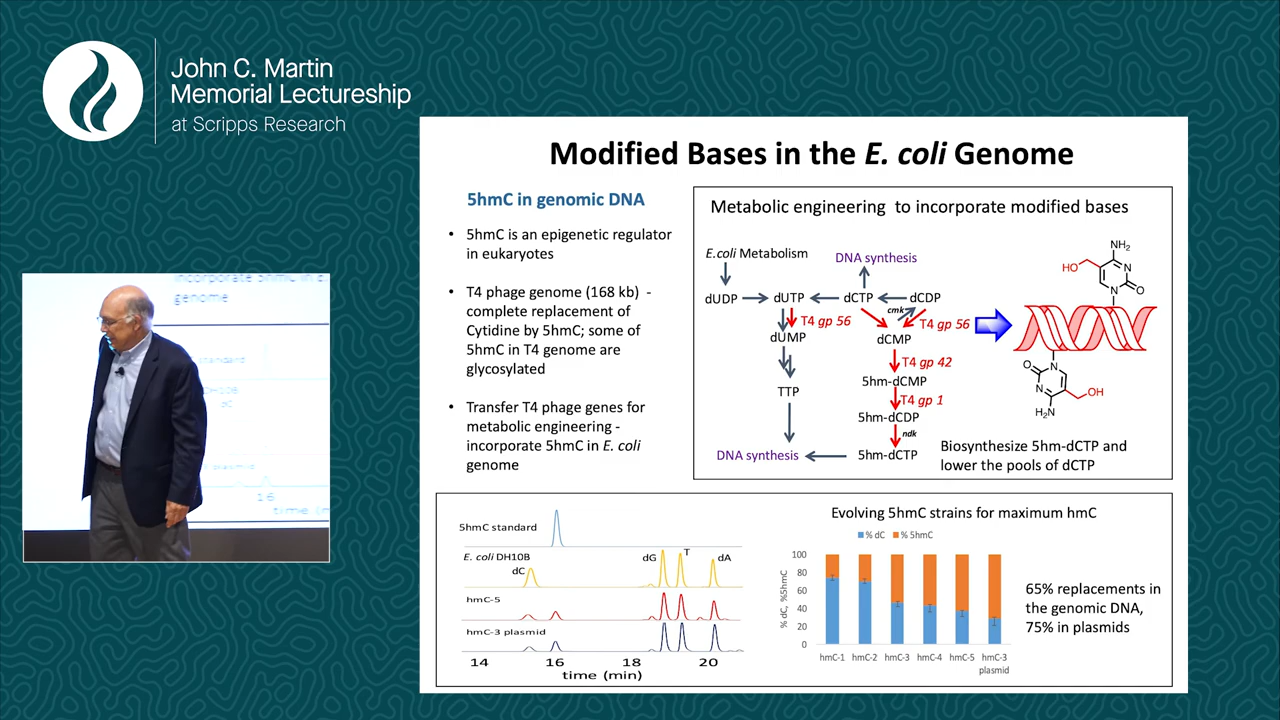 John C. Martin
Memorial Lectureship
at Scripps Research
Modified Bases in the E. coli Genome
5hmC in genomic DNA
• 5hmC is an epigenetic regulator
in eukaryotes
• T4 phage genome (168 kb) -
complete replacement of
Cytidine by 5hmC; some of
5hmC in T4 genome are
glycosylated
• Transfer T4 phage genes for
metabolic engineering -
incorporate 5hmC in E. coli
genome
Metabolic engineering to incorporate modified bases
E.coli Metabolism
DNA synthesis
dUDP
dUTP
dCTP
dCDP
cmk
T4 gp 56
T4 gp 56
dUMP
dCMP
T4 gp 42
5hm-dCMP
TTP
T4 gp 1
5hm-dCDP
ndk
DNA synthesis
5hm-dCTP
NH2
HO
N
N
O
N
O
N
OH
H2N
Biosynthesize 5hm-dCTP and
lower the pools of dCTP
5hmC standard
E. coli DH10B
dC
dG
T
dA
hmC-5
hmC-3 plasmid
14 16 18 20
time (min)
Evolving 5hmC strains for maximum hmC
% dC % 5hmC
% dC, %5hmC
100
80
60
40
20
0
hmC-1 hmC-2 hmC-3 hmC-4 hmC-5 hmC-3
plasmid
65% replacements in
the genomic DNA,
75% in plasmids
genome
standard
dC
16
time (m